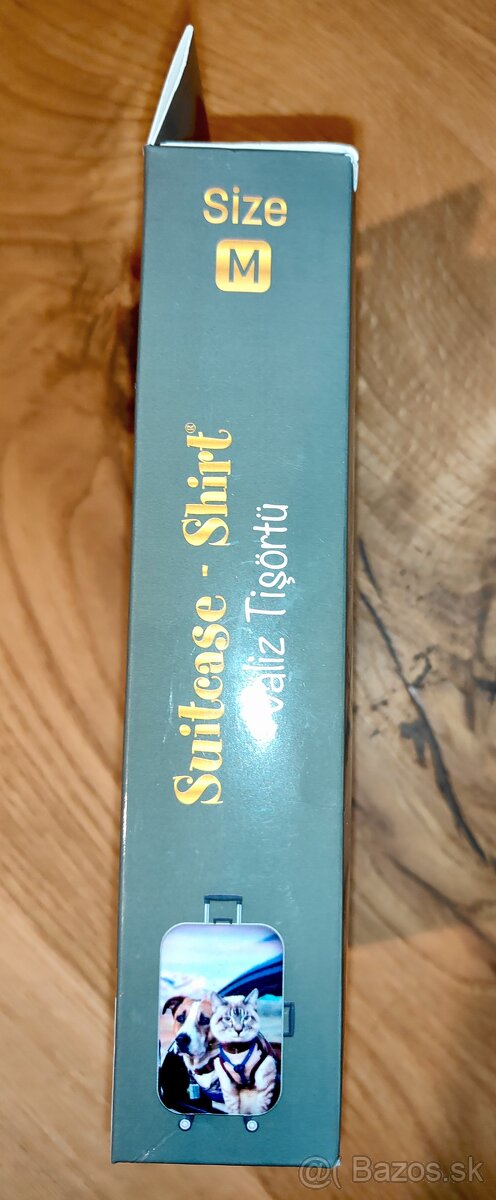 Size
M
Suitcase - Shirt®
Valiz Tişörtü
@( Bazos.sk